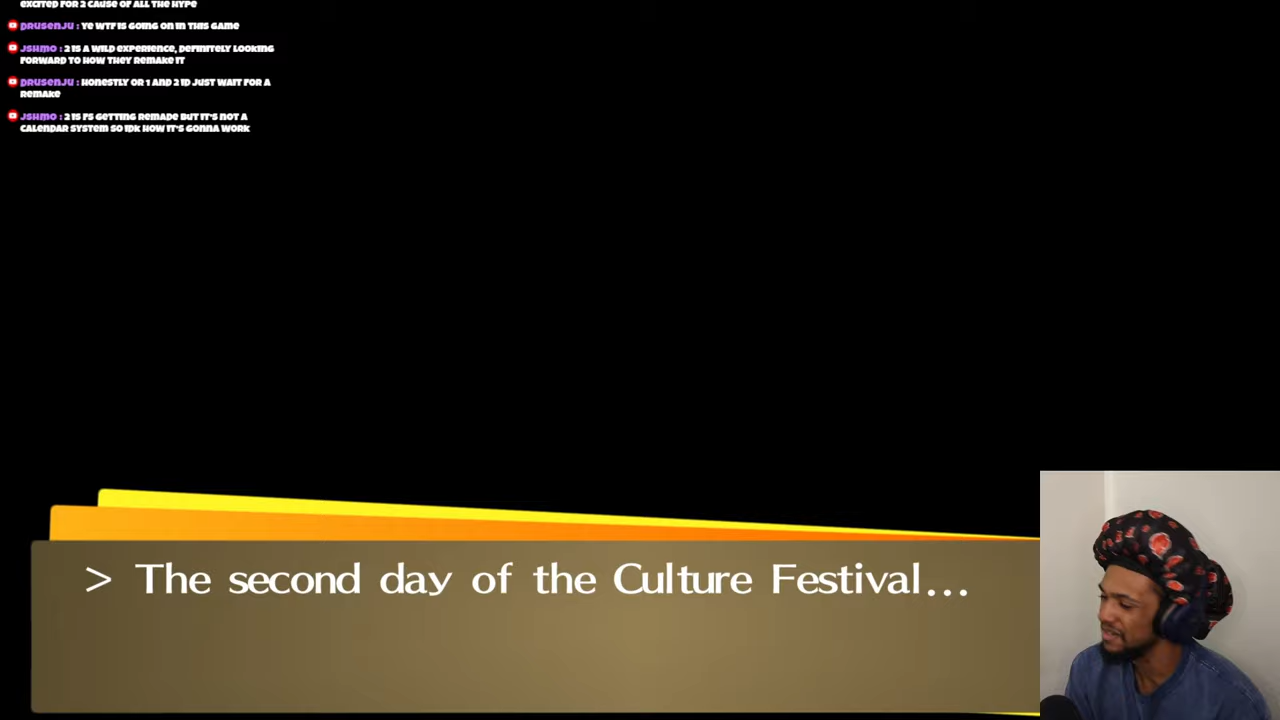 EXCITED FOR 2 CAUSE OF ALL THE HYPE
DRUSENJU : YE WTF IS GOING ON IN THIS GAME
JSHMO : 2 IS A WILD EXPERIENCE, DEFINITELY LOOKING
FORWARD TO HOW THEY REMAKE IT
DRUSENJU : HONESTLY OR 1 AND 2 ID JUST WAIT FOR A
REMAKE
JSHMO : 2 IS FS GETTING REMADE BUT IT'S NOT A
CALENDAR SYSTEM SO IDK HOW IT'S GONNA WORK
> The second day of the Culture Festival...